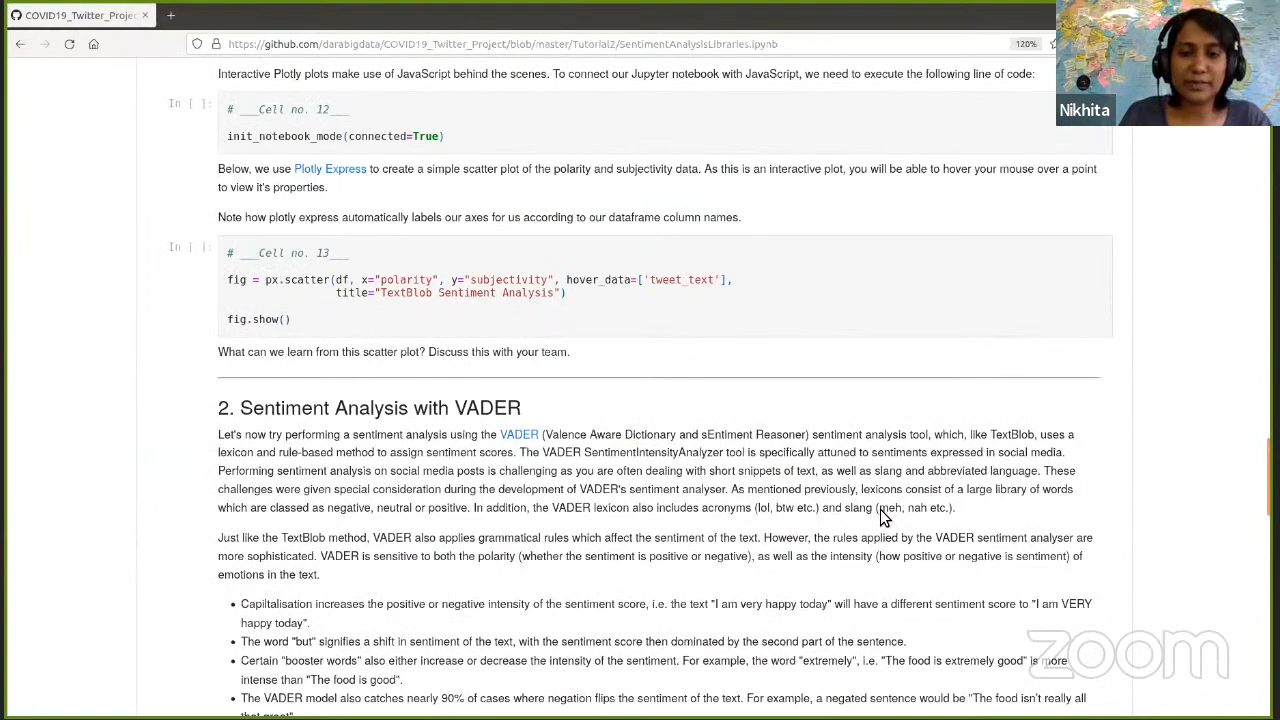 COVID19_Twitter_Projec
https://github.com/darabigdata/COVID19_Twitter_Project/blob/master/Tutorial2/SentimentAnalysisLibraries.ipynb
120%
Nikhita
Interactive Plotly plots make use of JavaScript behind the scenes. To connect our Jupyter notebook with JavaScript, we need to execute the following line of code:
In [ ]:
# ___Cell no. 12___
init_notebook_mode(connected=True)
Below, we use Plotly Express to create a simple scatter plot of the polarity and subjectivity data. As this is an interactive plot, you will be able to hover your mouse over a point
to view it's properties.
Note how plotly express automatically labels our axes for us according to our dataframe column names.
In [ ]:
# ___Cell no. 13___
fig = px.scatter(df, x="polarity", y="subjectivity", hover_data=['tweet_text'],
title="TextBlob Sentiment Analysis")
fig.show()
What can we learn from this scatter plot? Discuss this with your team.
2. Sentiment Analysis with VADER
Let's now try performing a sentiment analysis using the VADER (Valence Aware Dictionary and sEntiment Reasoner) sentiment analysis tool, which, like TextBlob, uses a
lexicon and rule-based method to assign sentiment scores. The VADER SentimentIntensityAnalyzer tool is specifically attuned to sentiments expressed in social media.
Performing sentiment analysis on social media posts is challenging as you are often dealing with short snippets of text, as well as slang and abbreviated language. These
challenges were given special consideration during the development of VADER's sentiment analyser. As mentioned previously, lexicons consist of a large library of words
which are classed as negative, neutral or positive. In addition, the VADER lexicon also includes acronyms (lol, btw etc.) and slang (meh, nah etc.).
Just like the TextBlob method, VADER also applies grammatical rules which affect the sentiment of the text. However, the rules applied by the VADER sentiment analyser are
more sophisticated. VADER is sensitive to both the polarity (whether the sentiment is positive or negative), as well as the intensity (how positive or negative is sentiment) of
emotions in the text.
• Capiltalisation increases the positive or negative intensity of the sentiment score, i.e. the text "I am very happy today" will have a different sentiment score to "I am VERY
happy today".
• The word "but" signifies a shift in sentiment of the text, with the sentiment score then dominated by the second part of the sentence.
• Certain "booster words" also either increase or decrease the intensity of the sentiment. For example, the word "extremely", i.e. "The food is extremely good" is more
intense than "The food is good".
• The VADER model also catches nearly 90% of cases where negation flips the sentiment of the text. For example, a negated sentence would be "The food isn't really all
that great".
zoom